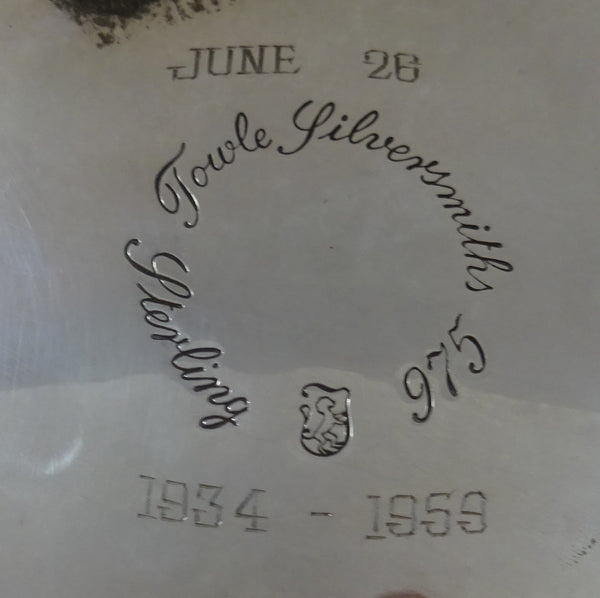 JUNE 26
Towle Silversmiths
Sterling 975
1934 - 1959